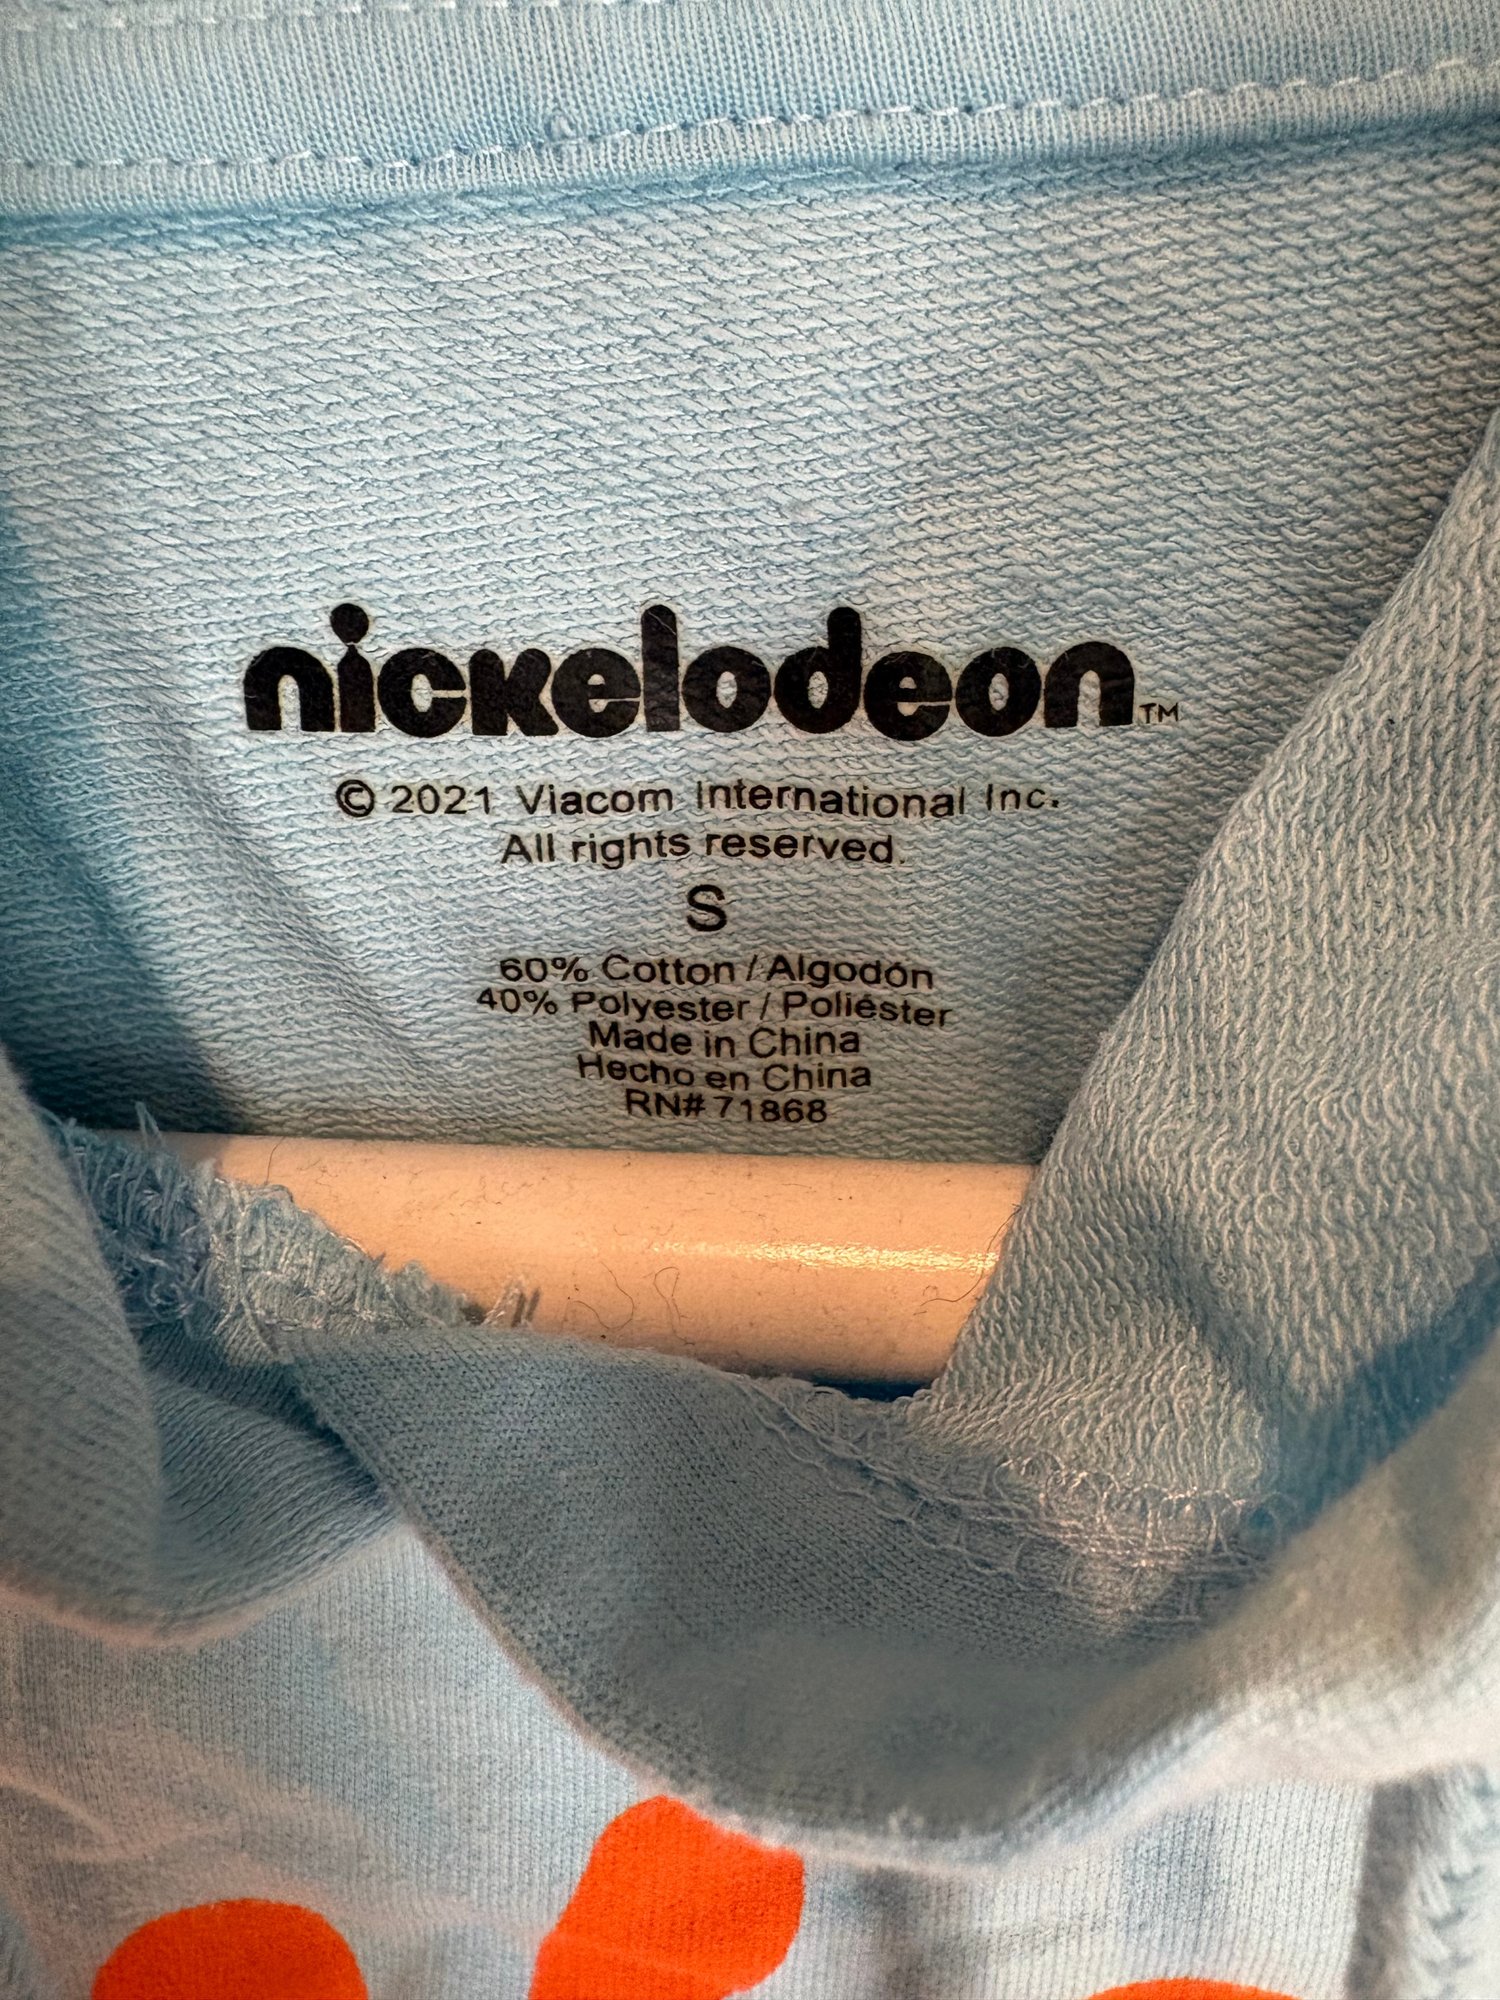 nickelodeon™
© 2021 Viacom International Inc.
All rights reserved.
S
60% Cotton / Algodón
40% Polyester / Poliéster
Made in China
Hecho en China
RN# 71868